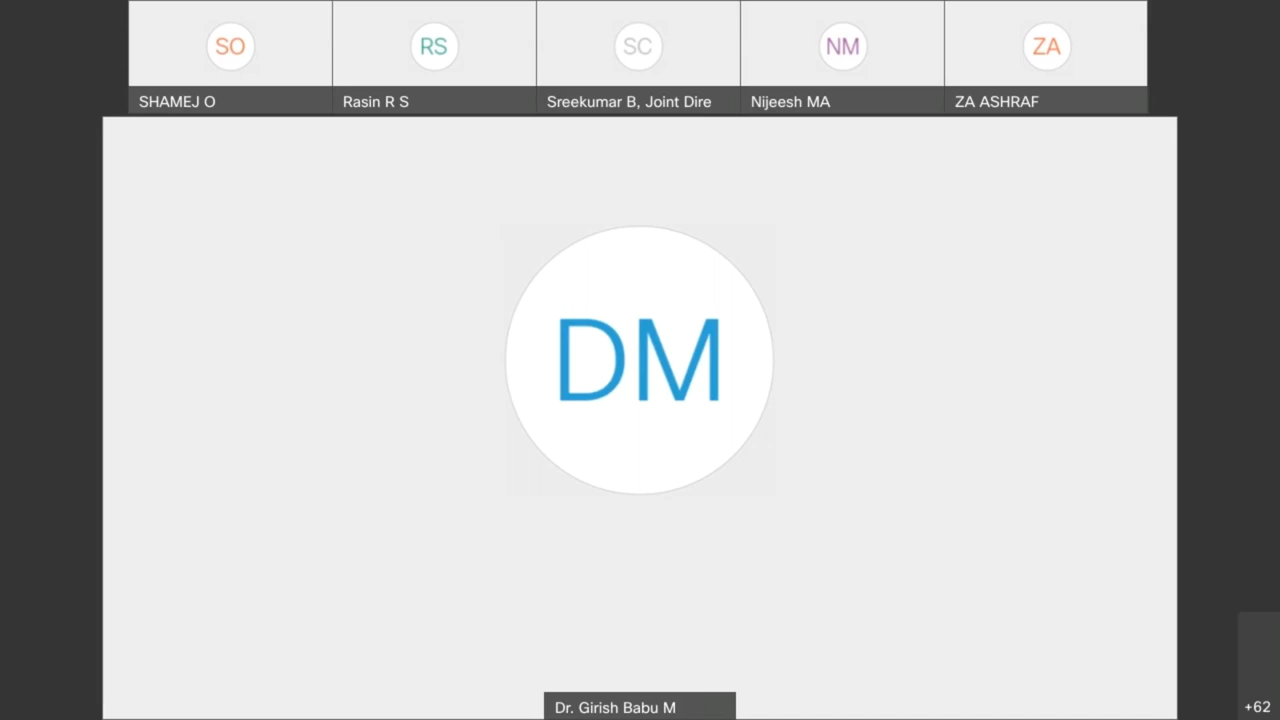 SO
RS
SC
NM
ZA
SHAMEJ O
Rasin R S
Sreekumar B, Joint Dire
Nijeesh MA
ZA ASHRAF
DM
Dr. Girish Babu M
+62